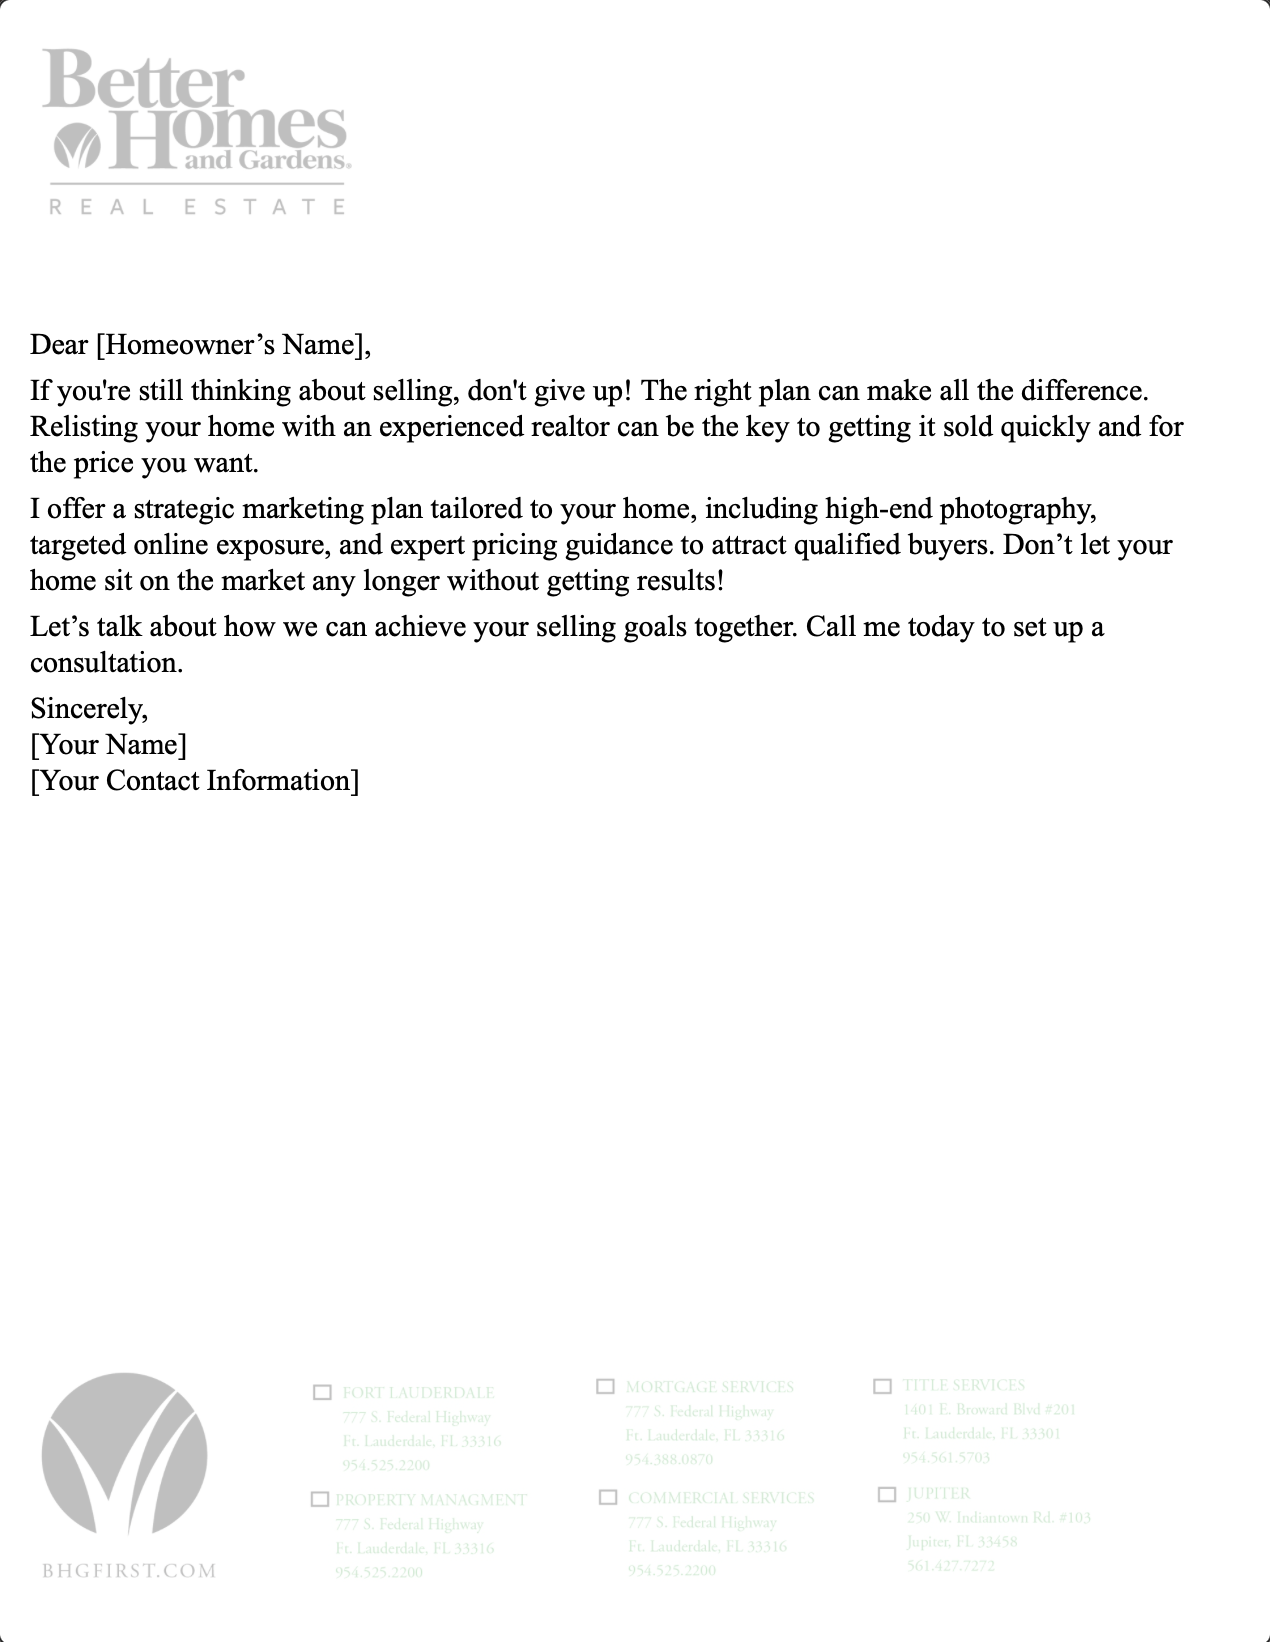 Better
Homes
and Gardens®
REAL ESTATE
Dear [Homeowner’s Name],
If you're still thinking about selling, don't give up! The right plan can make all the difference.
Relisting your home with an experienced realtor can be the key to getting it sold quickly and for
the price you want.
I offer a strategic marketing plan tailored to your home, including high-end photography,
targeted online exposure, and expert pricing guidance to attract qualified buyers. Don’t let your
home sit on the market any longer without getting results!
Let’s talk about how we can achieve your selling goals together. Call me today to set up a
consultation.
Sincerely,
[Your Name]
[Your Contact Information]
BHGFIRST.COM
FORT LAUDERDALE
777 S. Federal Highway
Ft. Lauderdale, FL 33316
954.525.2200
PROPERTY MANAGMENT
777 S. Federal Highway
Ft. Lauderdale, FL 33316
954.525.2200
MORTGAGE SERVICES
777 S. Federal Highway
Ft. Lauderdale, FL 33316
954.388.0870
COMMERCIAL SERVICES
777 S. Federal Highway
Ft. Lauderdale, FL 33316
954.525.2200
TITLE SERVICES
1401 E. Broward Blvd #201
Ft. Lauderdale, FL 33301
954.561.5703
JUPITER
250 W. Indiantown Rd. #103
Jupiter, FL 33458
561.427.7272